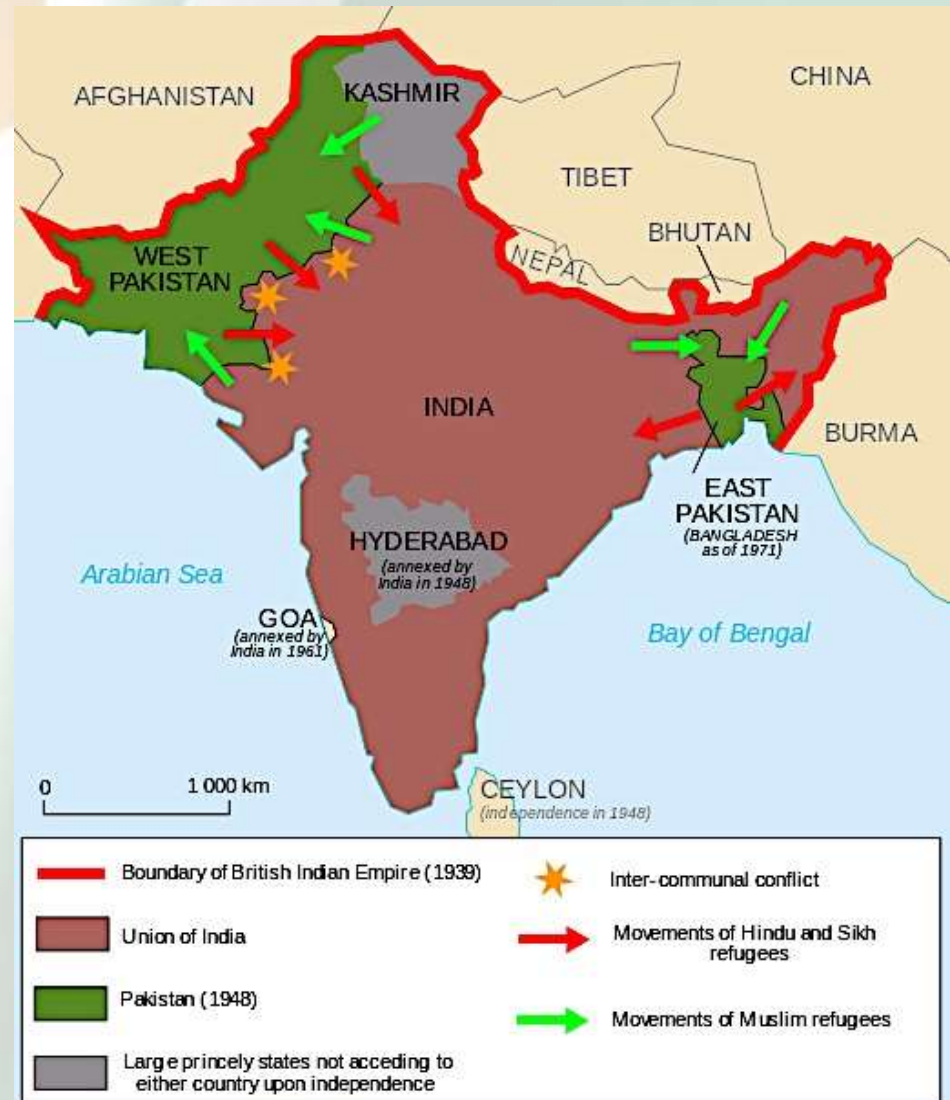 AFGHANISTAN
KASHMIR
CHINA
TIBET
BHUTAN
NEPAL
WEST
PAKISTAN
INDIA
BURMA
EAST
PAKISTAN
(BANGLADESH
as of 1971)
HYDERABAD
(annexed by
India in 1948)
Arabian Sea
GOA
(annexed by
India in 1961)
Bay of Bengal
0 1 000 km
CEYLON
(independence in 1948)
Boundary of British Indian Empire (1939)
Union of India
Pakistan (1948)
Large princely states not acceding to
either country upon independence
Inter-communal conflict
Movements of Hindu and Sikh
refugees
Movements of Muslim refugees